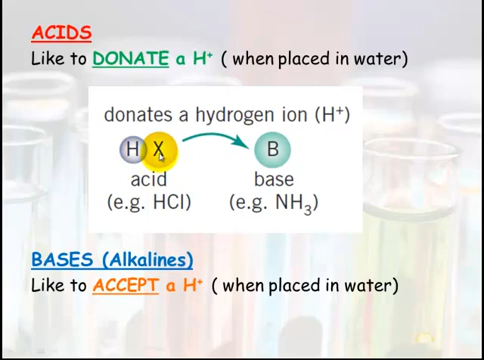 ACIDS
Like to DONATE a H⁺ ( when placed in water)
donates a hydrogen ion (H⁺)
H X B
acid base
(e.g. HCl) (e.g. NH₃)
BASES (Alkalines)
Like to ACCEPT a H⁺ ( when placed in water)